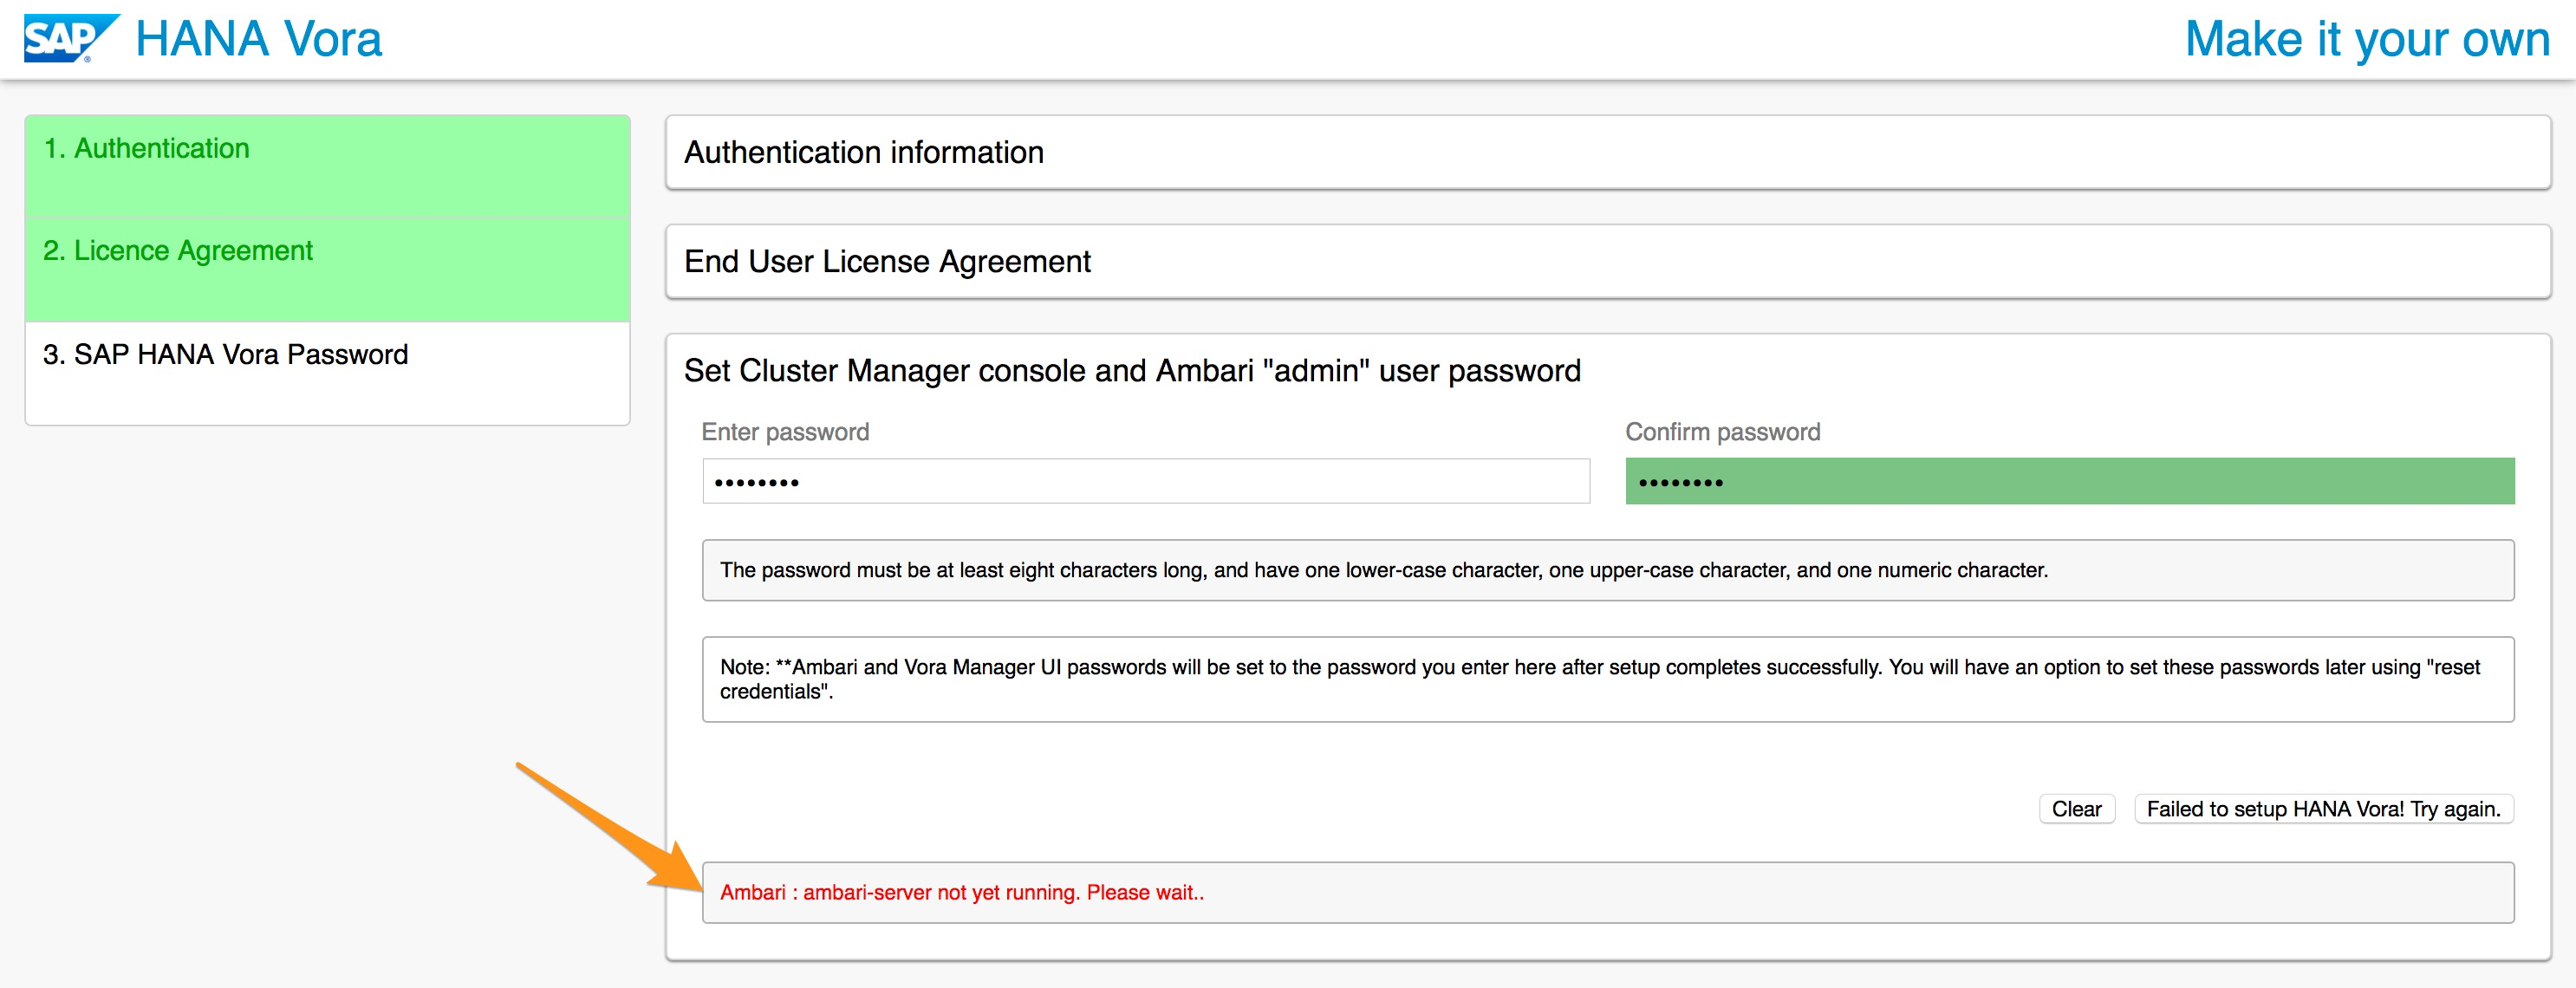 SAP ® HANA Vora
Make it your own
1. Authentication
2. Licence Agreement
3. SAP HANA Vora Password
Authentication information
End User License Agreement
Set Cluster Manager console and Ambari "admin" user password
Enter password
Confirm password
••••••••
••••••••
The password must be at least eight characters long, and have one lower-case character, one upper-case character, and one numeric character.
Note: **Ambari and Vora Manager UI passwords will be set to the password you enter here after setup completes successfully. You will have an option to set these passwords later using "reset
credentials".
Clear
Failed to setup HANA Vora! Try again.
Ambari : ambari-server not yet running. Please wait..